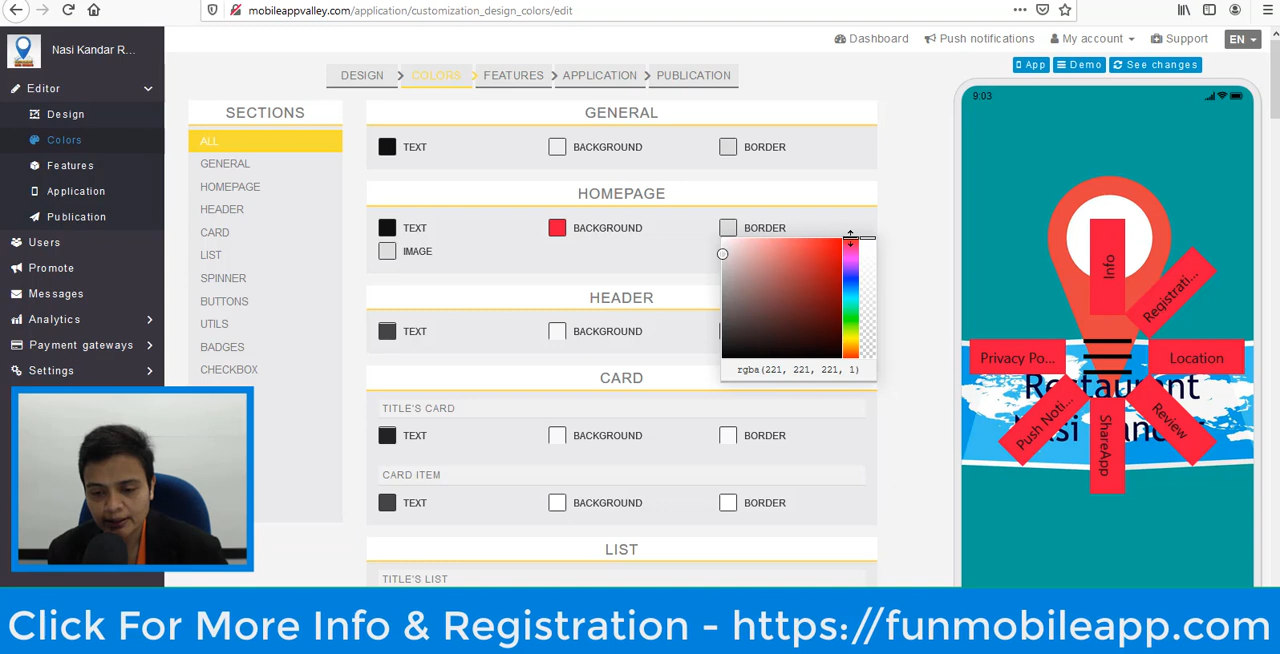 mobileappvalley.com/application/customization_design_colors/edit
Nasi Kandar R...
Dashboard
Push notifications
My account
Support
EN
Editor
Design
Colors
Features
Application
Publication
Users
Promote
Messages
Analytics
Payment gateways
Settings
DESIGN
COLORS
FEATURES
APPLICATION
PUBLICATION
SECTIONS
ALL
GENERAL
HOMEPAGE
HEADER
CARD
LIST
SPINNER
BUTTONS
UTILS
BADGES
CHECKBOX
GENERAL
TEXT
BACKGROUND
BORDER
HOMEPAGE
TEXT
BACKGROUND
BORDER
IMAGE
rgba(221, 221, 221, 1)
HEADER
TEXT
BACKGROUND
CARD
TITLE'S CARD
TEXT
BACKGROUND
BORDER
CARD ITEM
TEXT
BACKGROUND
BORDER
LIST
TITLE'S LIST
App
Demo
See changes
9:03
Info
Registrati...
Privacy Po...
Location
Restaurant
Push Noti...
ShareApp
Review
Click For More Info & Registration - https://funmobileapp.com